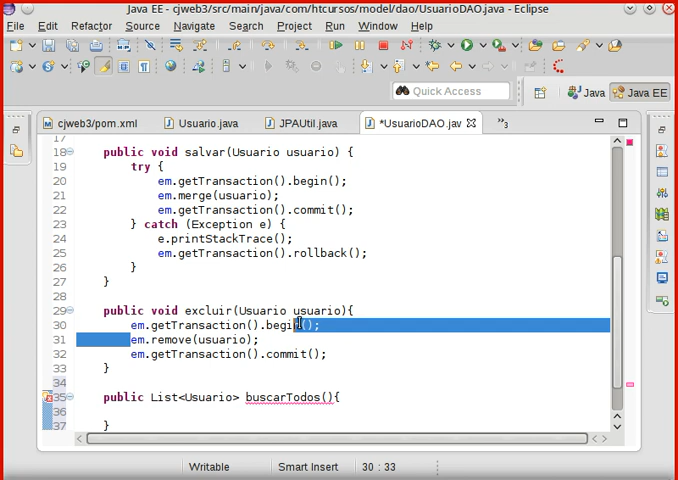 Java EE - cjweb3/src/main/java/com/htcursos/model/dao/UsuarioDAO.java - Eclipse
File Edit Refactor Source Navigate Search Project Run Window Help
Quick Access
Java Java EE
cjweb3/pom.xml Usuario.java JPAUtil.java *UsuarioDAO.jav »3
17
18 public void salvar(Usuario usuario) {
19 try {
20 em.getTransaction().begin();
21 em.merge(usuario);
22 em.getTransaction().commit();
23 } catch (Exception e) {
24 e.printStackTrace();
25 em.getTransaction().rollback();
26 }
27 }
28
29 public void excluir(Usuario usuario){
30 em.getTransaction().begin();
31 em.remove(usuario);
32 em.getTransaction().commit();
33 }
34
35 public List<Usuario> buscarTodos(){
36
37 }
Writable Smart Insert 30 : 33